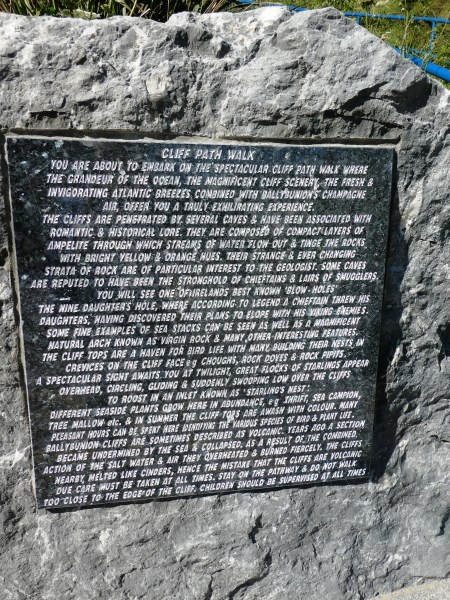 CLIFF PATH WALK
YOU ARE ABOUT TO EMBARK ON THE SPECTACULAR CLIFF PATH WALK WHERE
THE GRANDEUR OF THE OCEAN, THE MAGNIFICENT CLIFF SCENERY, THE FRESH &
INVIGORATING ATLANTIC BREEZES COMBINED WITH BALLYBUNION'S CHAMPAGNE
AIR, OFFER YOU A TRULY EXHILIRATING EXPERIENCE.
THE CLIFFS ARE PENETRATED BY SEVERAL CAVES & HAVE BEEN ASSOCIATED WITH
ROMANTIC & HISTORICAL LORE. THEY ARE COMPOSED OF COMPACT LAYERS OF
AMPELITE THROUGH WHICH STREAMS OF WATER FLOW OUT & TINGE THE ROCKS
WITH BRIGHT YELLOW & ORANGE HUES. THEIR STRANGE & EVER CHANGING
STRATA OF ROCK ARE OF PARTICULAR INTEREST TO THE GEOLOGIST. SOME CAVES
ARE REPUTED TO HAVE BEEN THE STRONGHOLD OF CHIEFTAINS & LAIRS OF SMUGGLERS.
YOU WILL SEE ONE OF IRELANDS BEST KNOWN 'BLOW-HOLES'
THE NINE DAUGHTERS HOLE, WHERE ACCORDING TO LEGEND A CHIEFTAIN THREW HIS
DAUGHTERS, HAVING DISCOVERED THEIR PLANS TO ELOPE WITH HIS VIKING ENEMIES.
SOME FINE EXAMPLES OF SEA STACKS CAN BE SEEN AS WELL AS A MAGNIFICENT
NATURAL ARCH KNOWN AS VIRGIN ROCK & MANY OTHER INTERESTING FEATURES.
THE CLIFF TOPS ARE A HAVEN FOR BIRD LIFE WITH MANY BUILDING THEIR NESTS IN
CREVICES ON THE CLIFF FACE e.g CHOUGHS, ROCK DOVES & ROCK PIPITS.
A SPECTACULAR SIGHT AWAITS YOU AT TWILIGHT, GREAT FLOCKS OF STARLINGS APPEAR
OVERHEAD, CIRCLING, GLIDING & SUDDENLY SWOOPING LOW OVER THE CLIFFS
TO ROOST IN AN INLET KNOWN AS 'STARLING'S NEST'.
DIFFERENT SEASIDE PLANTS GROW HERE IN ABUNDANCE, e.g THRIFT, SEA CAMPION,
TREE MALLOW etc. & IN SUMMER THE CLIFF TOPS ARE AWASH WITH COLOUR. MANY
PLEASANT HOURS CAN BE SPENT HERE IDENTIFYING THE VARIOUS SPECIES OF BIRD & PLANT LIFE.
BALLYBUNION CLIFFS ARE SOMETIMES DESCRIBED AS VOLCANIC. YEARS AGO A SECTION
BECAME UNDERMINED BY THE SEA & COLLAPSED, AS A RESULT OF THE COMBINED
ACTION OF THE SALT WATER & AIR THEY OVERHEATED & BURNED FIERCELY. THE CLIFFS
NEARBY, MELTED LIKE CINDERS, HENCE THE MISTAKE THAT THE CLIFFS ARE VOLCANIC
DUE CARE MUST BE TAKEN AT ALL TIMES. STAY ON THE PATHWAY & DO NOT WALK
TOO CLOSE TO THE EDGE OF THE CLIFF. CHILDREN SHOULD BE SUPERVISED AT ALL TIMES